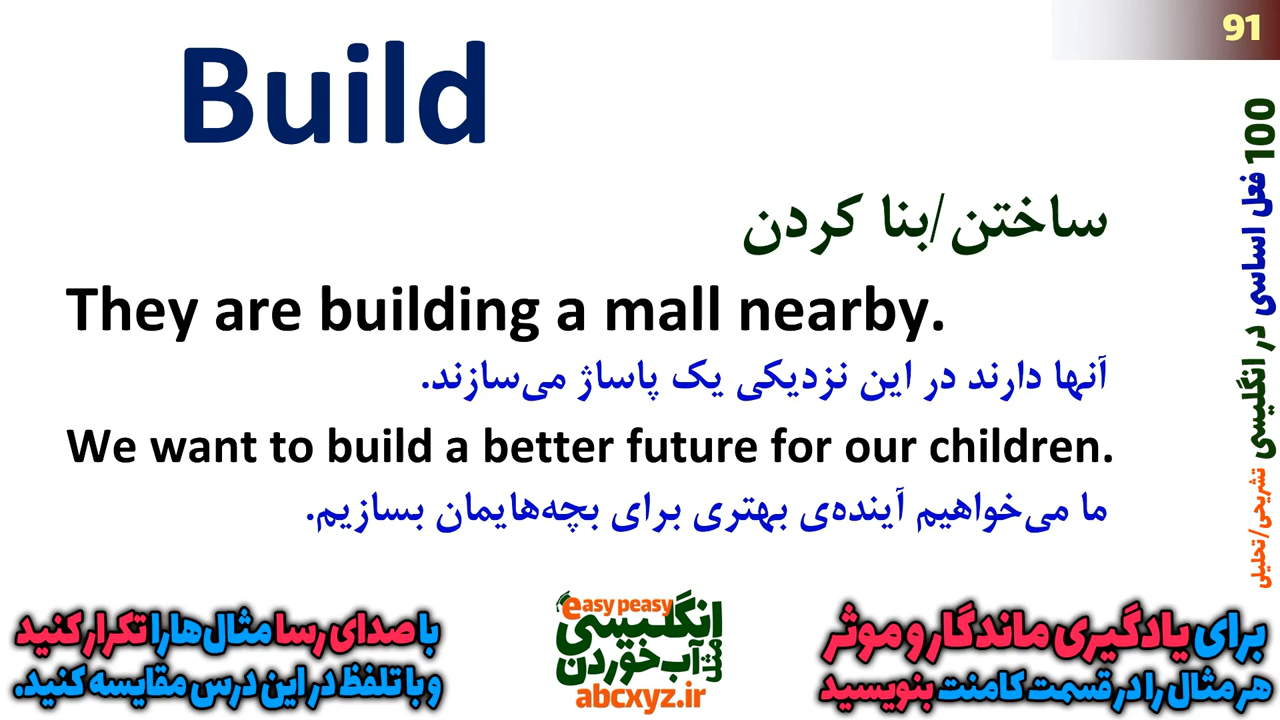 91
Build
ساختن/بنا کردن
They are building a mall nearby.
آنها دارند در این نزدیکی یک پاساژ می‌سازند.
We want to build a better future for our children.
ما می‌خواهیم آینده‌ی بهتری برای بچه‌هایمان بسازیم.
100 فعل اساسی در انگلیسی تشریحی/تحلیلی
برای یادگیری ماندگار و موثر
هر مثال را در قسمت کامنت بنویسید
easy peasy
انگلیسی
مثل آب خوردن
abcxyz.ir
با صدای رسا مثال‌ها را تکرار کنید
و با تلفظ در این درس مقایسه کنید.